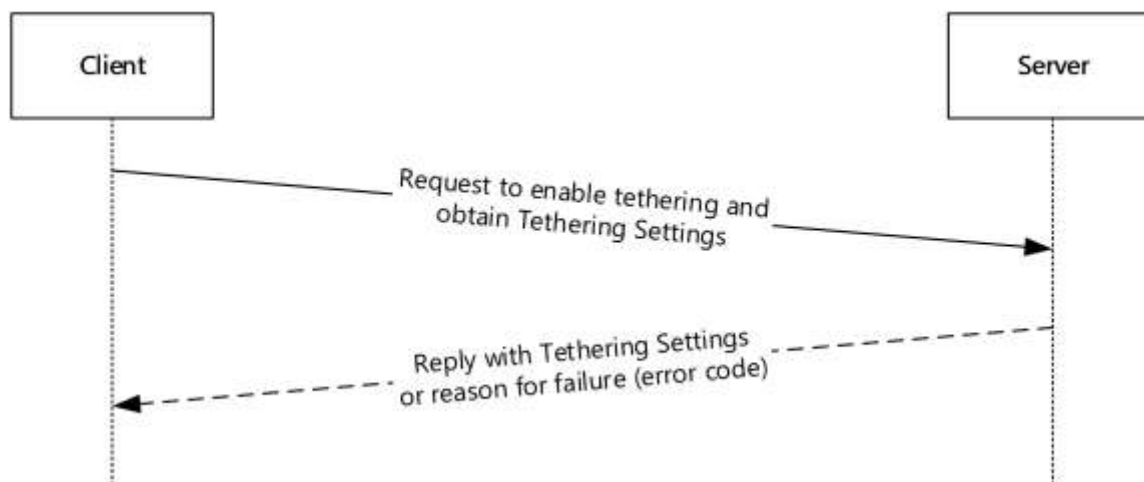 Client
Server
Request to enable tethering and
obtain Tethering Settings
Reply with Tethering Settings
or reason for failure (error code)